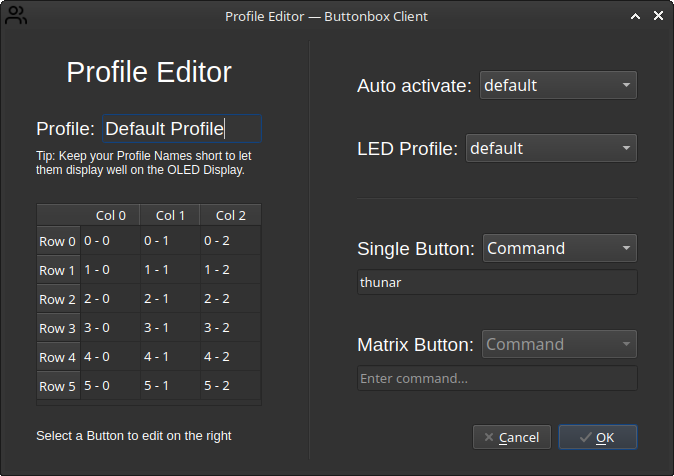 Profile Editor — Buttonbox Client
Profile Editor
Profile: Default Profile
Tip: Keep your Profile Names short to let
them display well on the OLED Display.
Col 0 Col 1 Col 2
Row 0 0 - 0 0 - 1 0 - 2
Row 1 1 - 0 1 - 1 1 - 2
Row 2 2 - 0 2 - 1 2 - 2
Row 3 3 - 0 3 - 1 3 - 2
Row 4 4 - 0 4 - 1 4 - 2
Row 5 5 - 0 5 - 1 5 - 2
Select a Button to edit on the right
Auto activate: default
LED Profile: default
Single Button: Command
thunar
Matrix Button: Command
Enter command...
Cancel OK